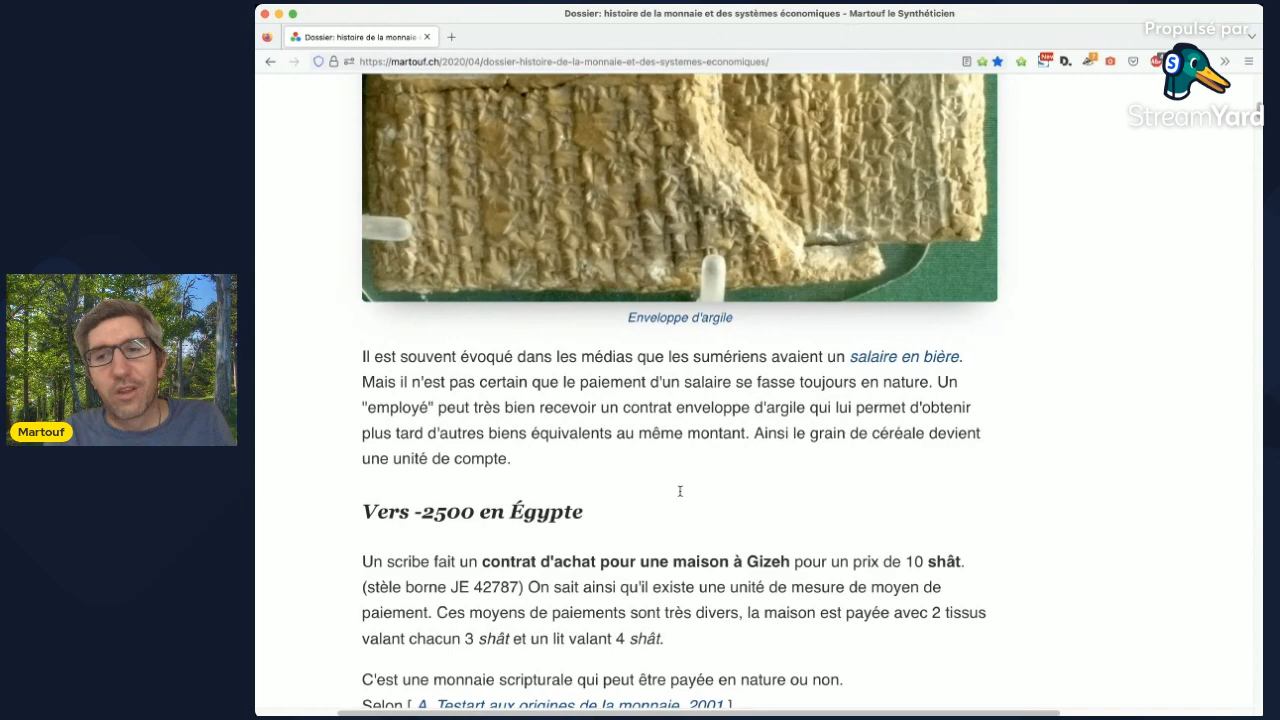 Dossier: histoire de la monnaie et des systèmes économiques - Martouf le Synthéticien
Propulsé par
Dossier: histoire de la monnaie
https://martouf.ch/2020/04/dossier-histoire-de-la-monnaie-et-des-systemes-economiques/
StreamYard
Enveloppe d'argile
Il est souvent évoqué dans les médias que les sumériens avaient un salaire en bière.
Mais il n'est pas certain que le paiement d'un salaire se fasse toujours en nature. Un
"employé" peut très bien recevoir un contrat enveloppe d'argile qui lui permet d'obtenir
plus tard d'autres biens équivalents au même montant. Ainsi le grain de céréale devient
une unité de compte.
Martouf
Vers -2500 en Égypte
Un scribe fait un contrat d'achat pour une maison à Gizeh pour un prix de 10 shât.
(stèle borne JE 42787) On sait ainsi qu'il existe une unité de mesure de moyen de
paiement. Ces moyens de paiements sont très divers, la maison est payée avec 2 tissus
valant chacun 3 shât et un lit valant 4 shât.
C'est une monnaie scripturale qui peut être payée en nature ou non.
Selon [ A. Testart aux origines de la monnaie, 2001 ]